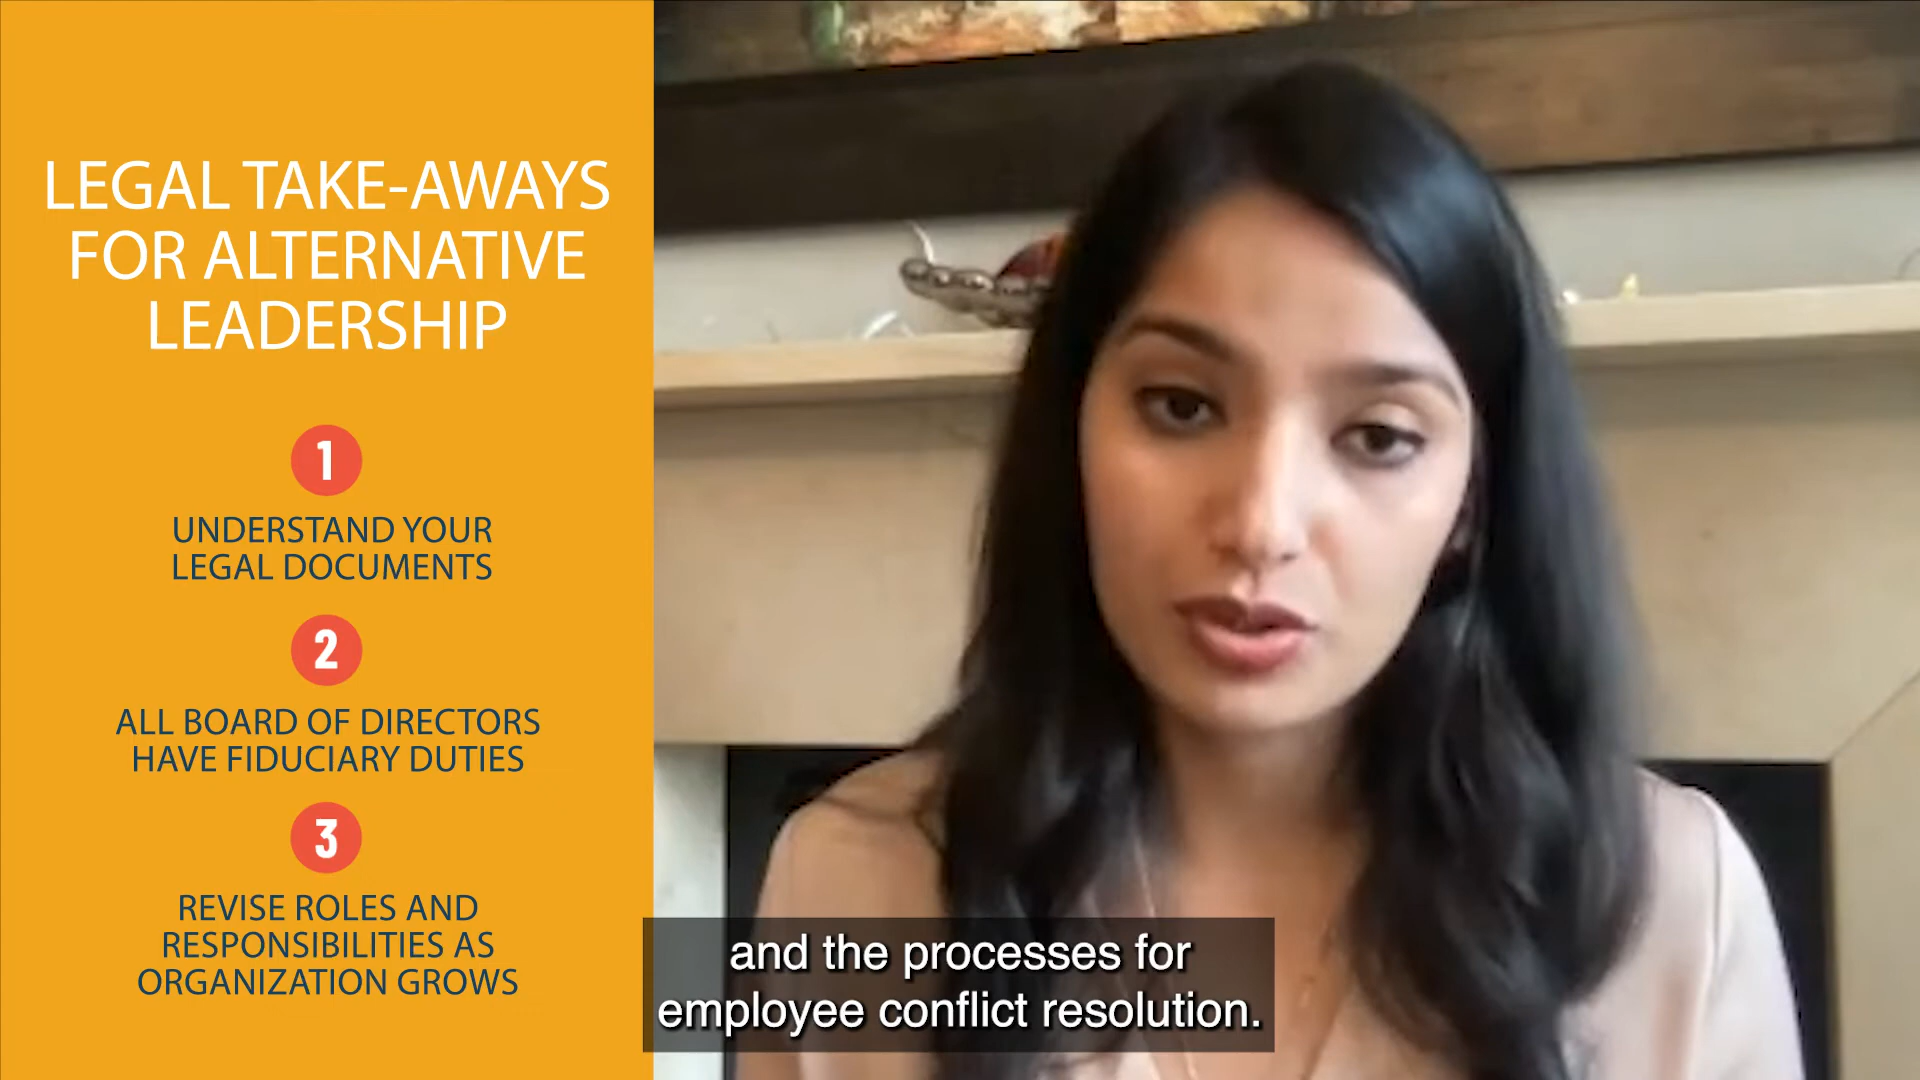 LEGAL TAKE-AWAYS
FOR ALTERNATIVE
LEADERSHIP
1
UNDERSTAND YOUR
LEGAL DOCUMENTS
2
ALL BOARD OF DIRECTORS
HAVE FIDUCIARY DUTIES
3
REVISE ROLES AND
RESPONSIBILITIES AS
ORGANIZATION GROWS
and the processes for
employee conflict resolution.